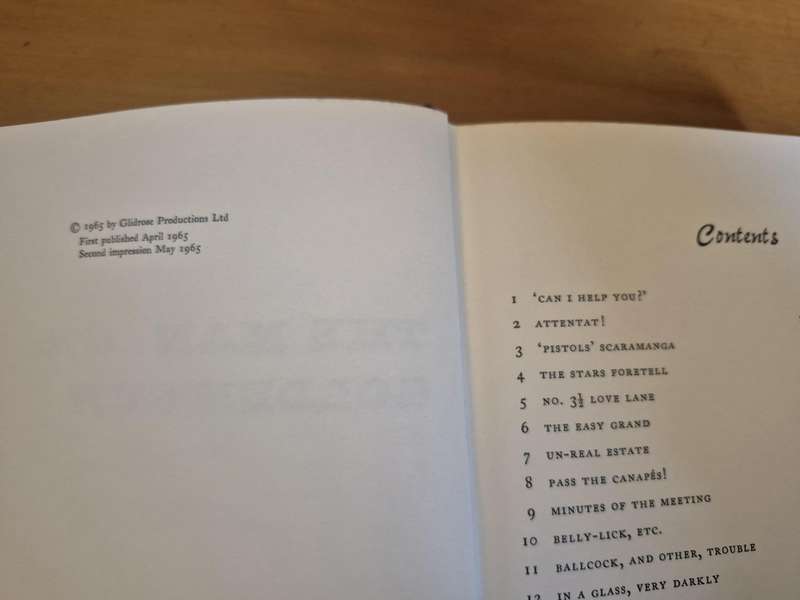 © 1965 by Glidrose Productions Ltd
First published April 1965
Second impression May 1965
Contents
1 ‘CAN I HELP YOU?’
2 ATTENTAT!
3 ‘PISTOLS’ SCARAMANGA
4 THE STARS FORETELL
5 NO. 3½ LOVE LANE
6 THE EASY GRAND
7 UN-REAL ESTATE
8 PASS THE CANAPÉS!
9 MINUTES OF THE MEETING
10 BELLY-LICK, ETC.
11 BALLCOCK, AND OTHER, TROUBLE
12 IN A GLASS, VERY DARKLY